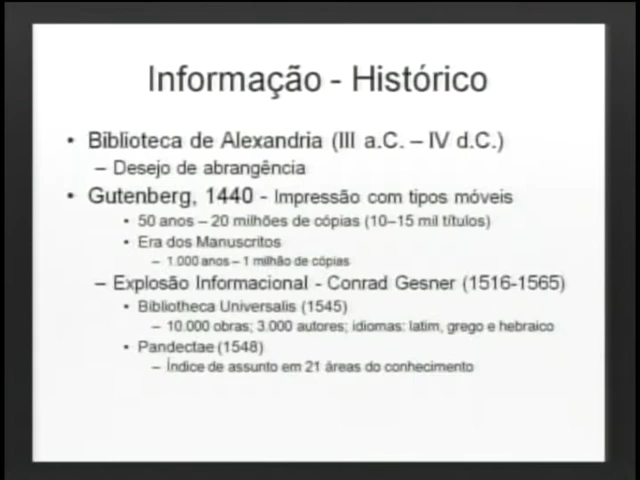 Informação - Histórico
• Biblioteca de Alexandria (III a.C. – IV d.C.)
– Desejo de abrangência
• Gutenberg, 1440 - Impressão com tipos móveis
• 50 anos – 20 milhões de cópias (10–15 mil títulos)
• Era dos Manuscritos
– 1.000 anos – 1 milhão de cópias
– Explosão Informacional - Conrad Gesner (1516-1565)
• Bibliotheca Universalis (1545)
– 10.000 obras; 3.000 autores; idiomas: latim, grego e hebraico
• Pandectae (1548)
– Índice de assunto em 21 áreas do conhecimento